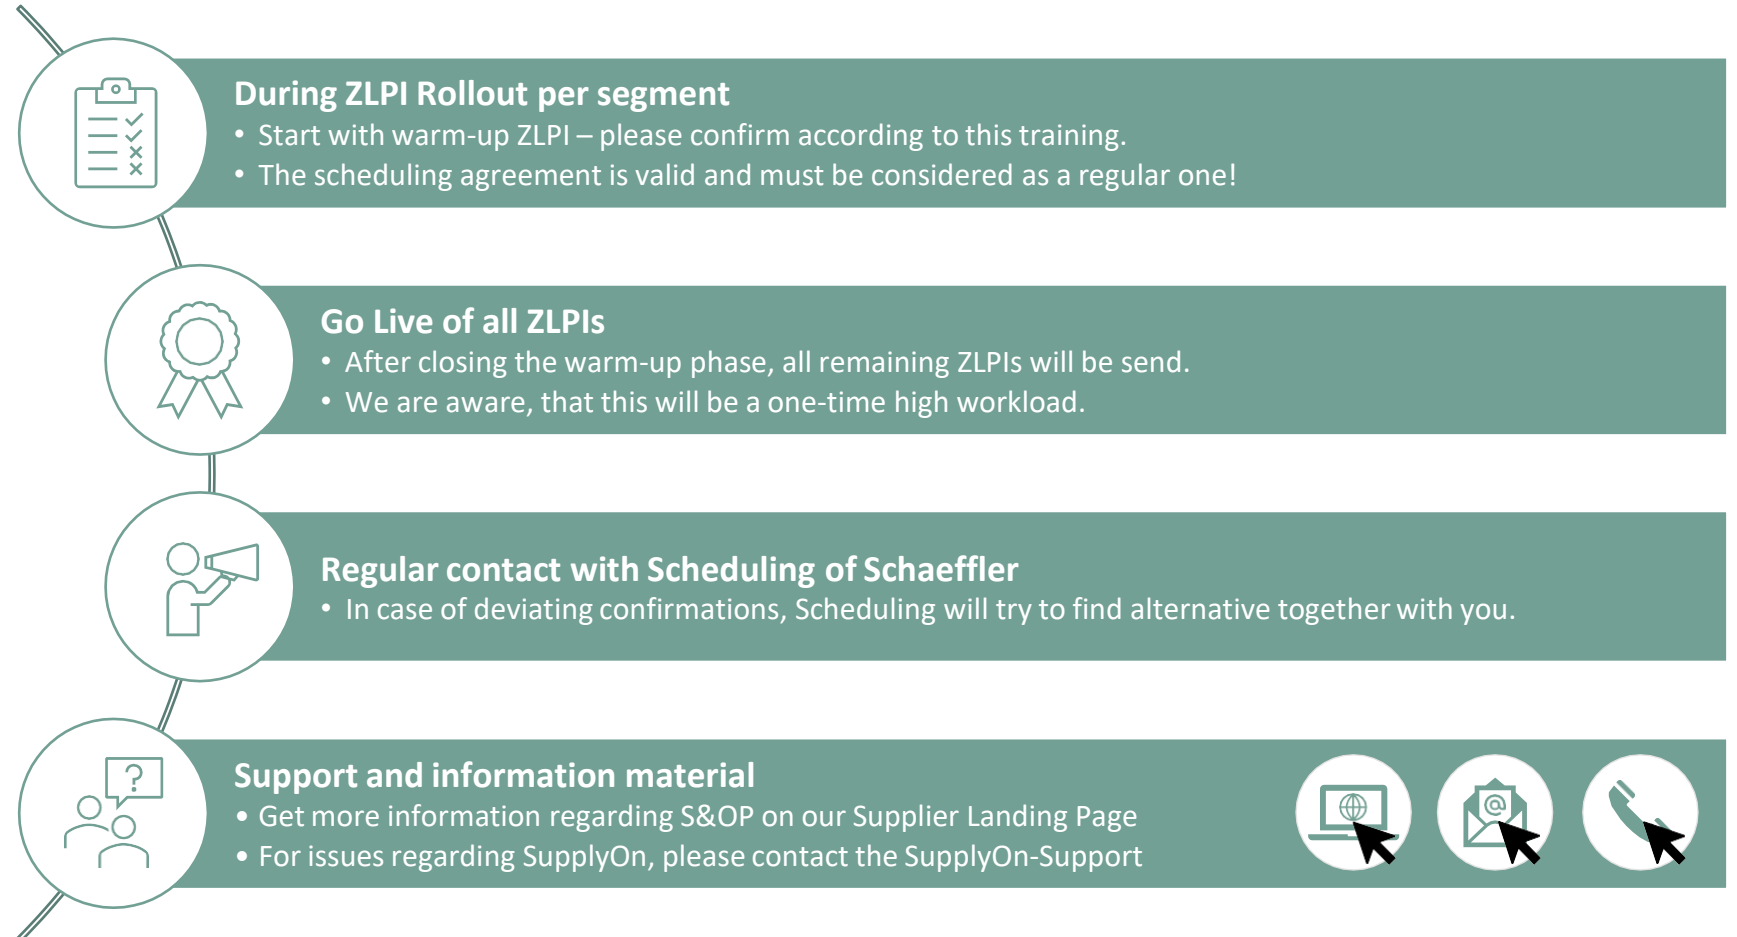 During ZLPI Rollout per segment
• Start with warm-up ZLPI – please confirm according to this training.
• The scheduling agreement is valid and must be considered as a regular one!
Go Live of all ZLPIs
• After closing the warm-up phase, all remaining ZLPIs will be send.
• We are aware, that this will be a one-time high workload.
Regular contact with Scheduling of Schaeffler
• In case of deviating confirmations, Scheduling will try to find alternative together with you.
?
Support and information material
• Get more information regarding S&OP on our Supplier Landing Page
• For issues regarding SupplyOn, please contact the SupplyOn-Support
@